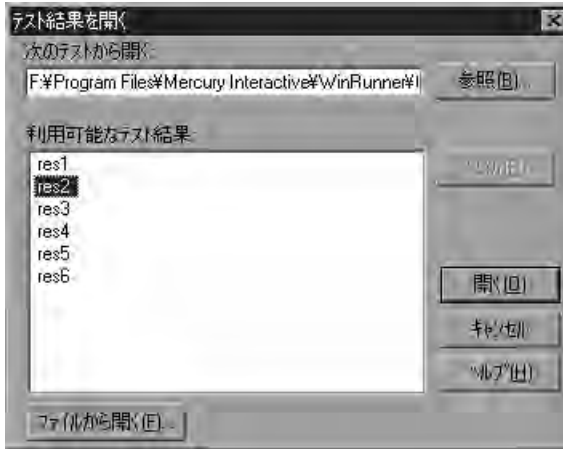 テスト結果を開く
次のテストから開く:
F:¥Program Files¥Mercury Interactive¥WinRunner¥
参照(B)...
利用可能なテスト結果:
res1
res2
res3
res4
res5
res6
開く(O)
キャンセル
ヘルプ(H)
ファイルから開く(F)...